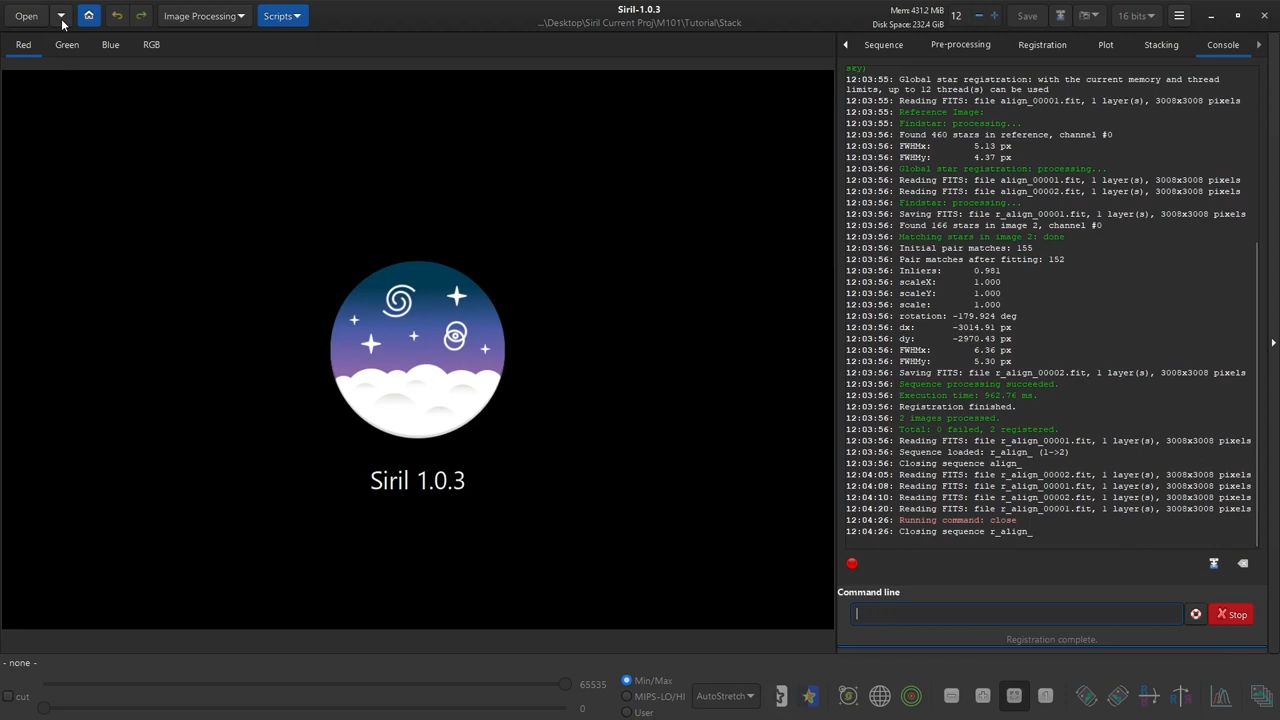 Siril-1.0.3
...\Desktop\Siril Current Proj\M101\Tutorial\Stack
Open
Image Processing
Scripts
Mem: 431.2 MiB
Disk Space: 232.4 GiB
12
Save
16 bits
Red
Green
Blue
RGB
Sequence
Pre-processing
Registration
Plot
Stacking
Console
sky)
12:03:55: Global star registration: with the current memory and thread
limits, up to 12 thread(s) can be used
12:03:55: Reading FITS: file align_00001.fit, 1 layer(s), 3008x3008 pixels
12:03:55: Reference Image:
12:03:55: Findstar: processing...
12:03:56: Found 460 stars in reference, channel #0
12:03:56: FWHMx: 5.13 px
12:03:56: FWHMy: 4.37 px
12:03:56: Global star registration: processing...
12:03:56: Reading FITS: file align_00001.fit, 1 layer(s), 3008x3008 pixels
12:03:56: Reading FITS: file align_00002.fit, 1 layer(s), 3008x3008 pixels
12:03:56: Findstar: processing...
12:03:56: Saving FITS: file r_align_00001.fit, 1 layer(s), 3008x3008 pixels
12:03:56: Found 166 stars in image 2, channel #0
12:03:56: Matching stars in image 2: done
12:03:56: Initial pair matches: 155
12:03:56: Pair matches after fitting: 152
12:03:56: Inliers: 0.981
12:03:56: scaleX: 1.000
12:03:56: scaleY: 1.000
12:03:56: scale: 1.000
12:03:56: rotation: -179.924 deg
12:03:56: dx: -3014.91 px
12:03:56: dy: -2970.43 px
12:03:56: FWHMx: 6.36 px
12:03:56: FWHMy: 5.30 px
12:03:56: Saving FITS: file r_align_00002.fit, 1 layer(s), 3008x3008 pixels
12:03:56: Sequence processing succeeded.
12:03:56: Execution time: 962.76 ms.
12:03:56: Registration finished.
12:03:56: 2 images processed.
12:03:56: Total: 0 failed, 2 registered.
12:03:56: Reading FITS: file r_align_00001.fit, 1 layer(s), 3008x3008 pixels
12:03:56: Sequence loaded: r_align_ (1->2)
12:03:56: Closing sequence align_
12:04:05: Reading FITS: file r_align_00002.fit, 1 layer(s), 3008x3008 pixels
12:04:08: Reading FITS: file r_align_00001.fit, 1 layer(s), 3008x3008 pixels
12:04:10: Reading FITS: file r_align_00002.fit, 1 layer(s), 3008x3008 pixels
12:04:20: Reading FITS: file r_align_00001.fit, 1 layer(s), 3008x3008 pixels
12:04:26: Running command: close
12:04:26: Closing sequence r_align_
Siril 1.0.3
Command line
Stop
Registration complete.
- none -
cut
65535
0
Min/Max
MIPS-LO/HI
User
AutoStretch